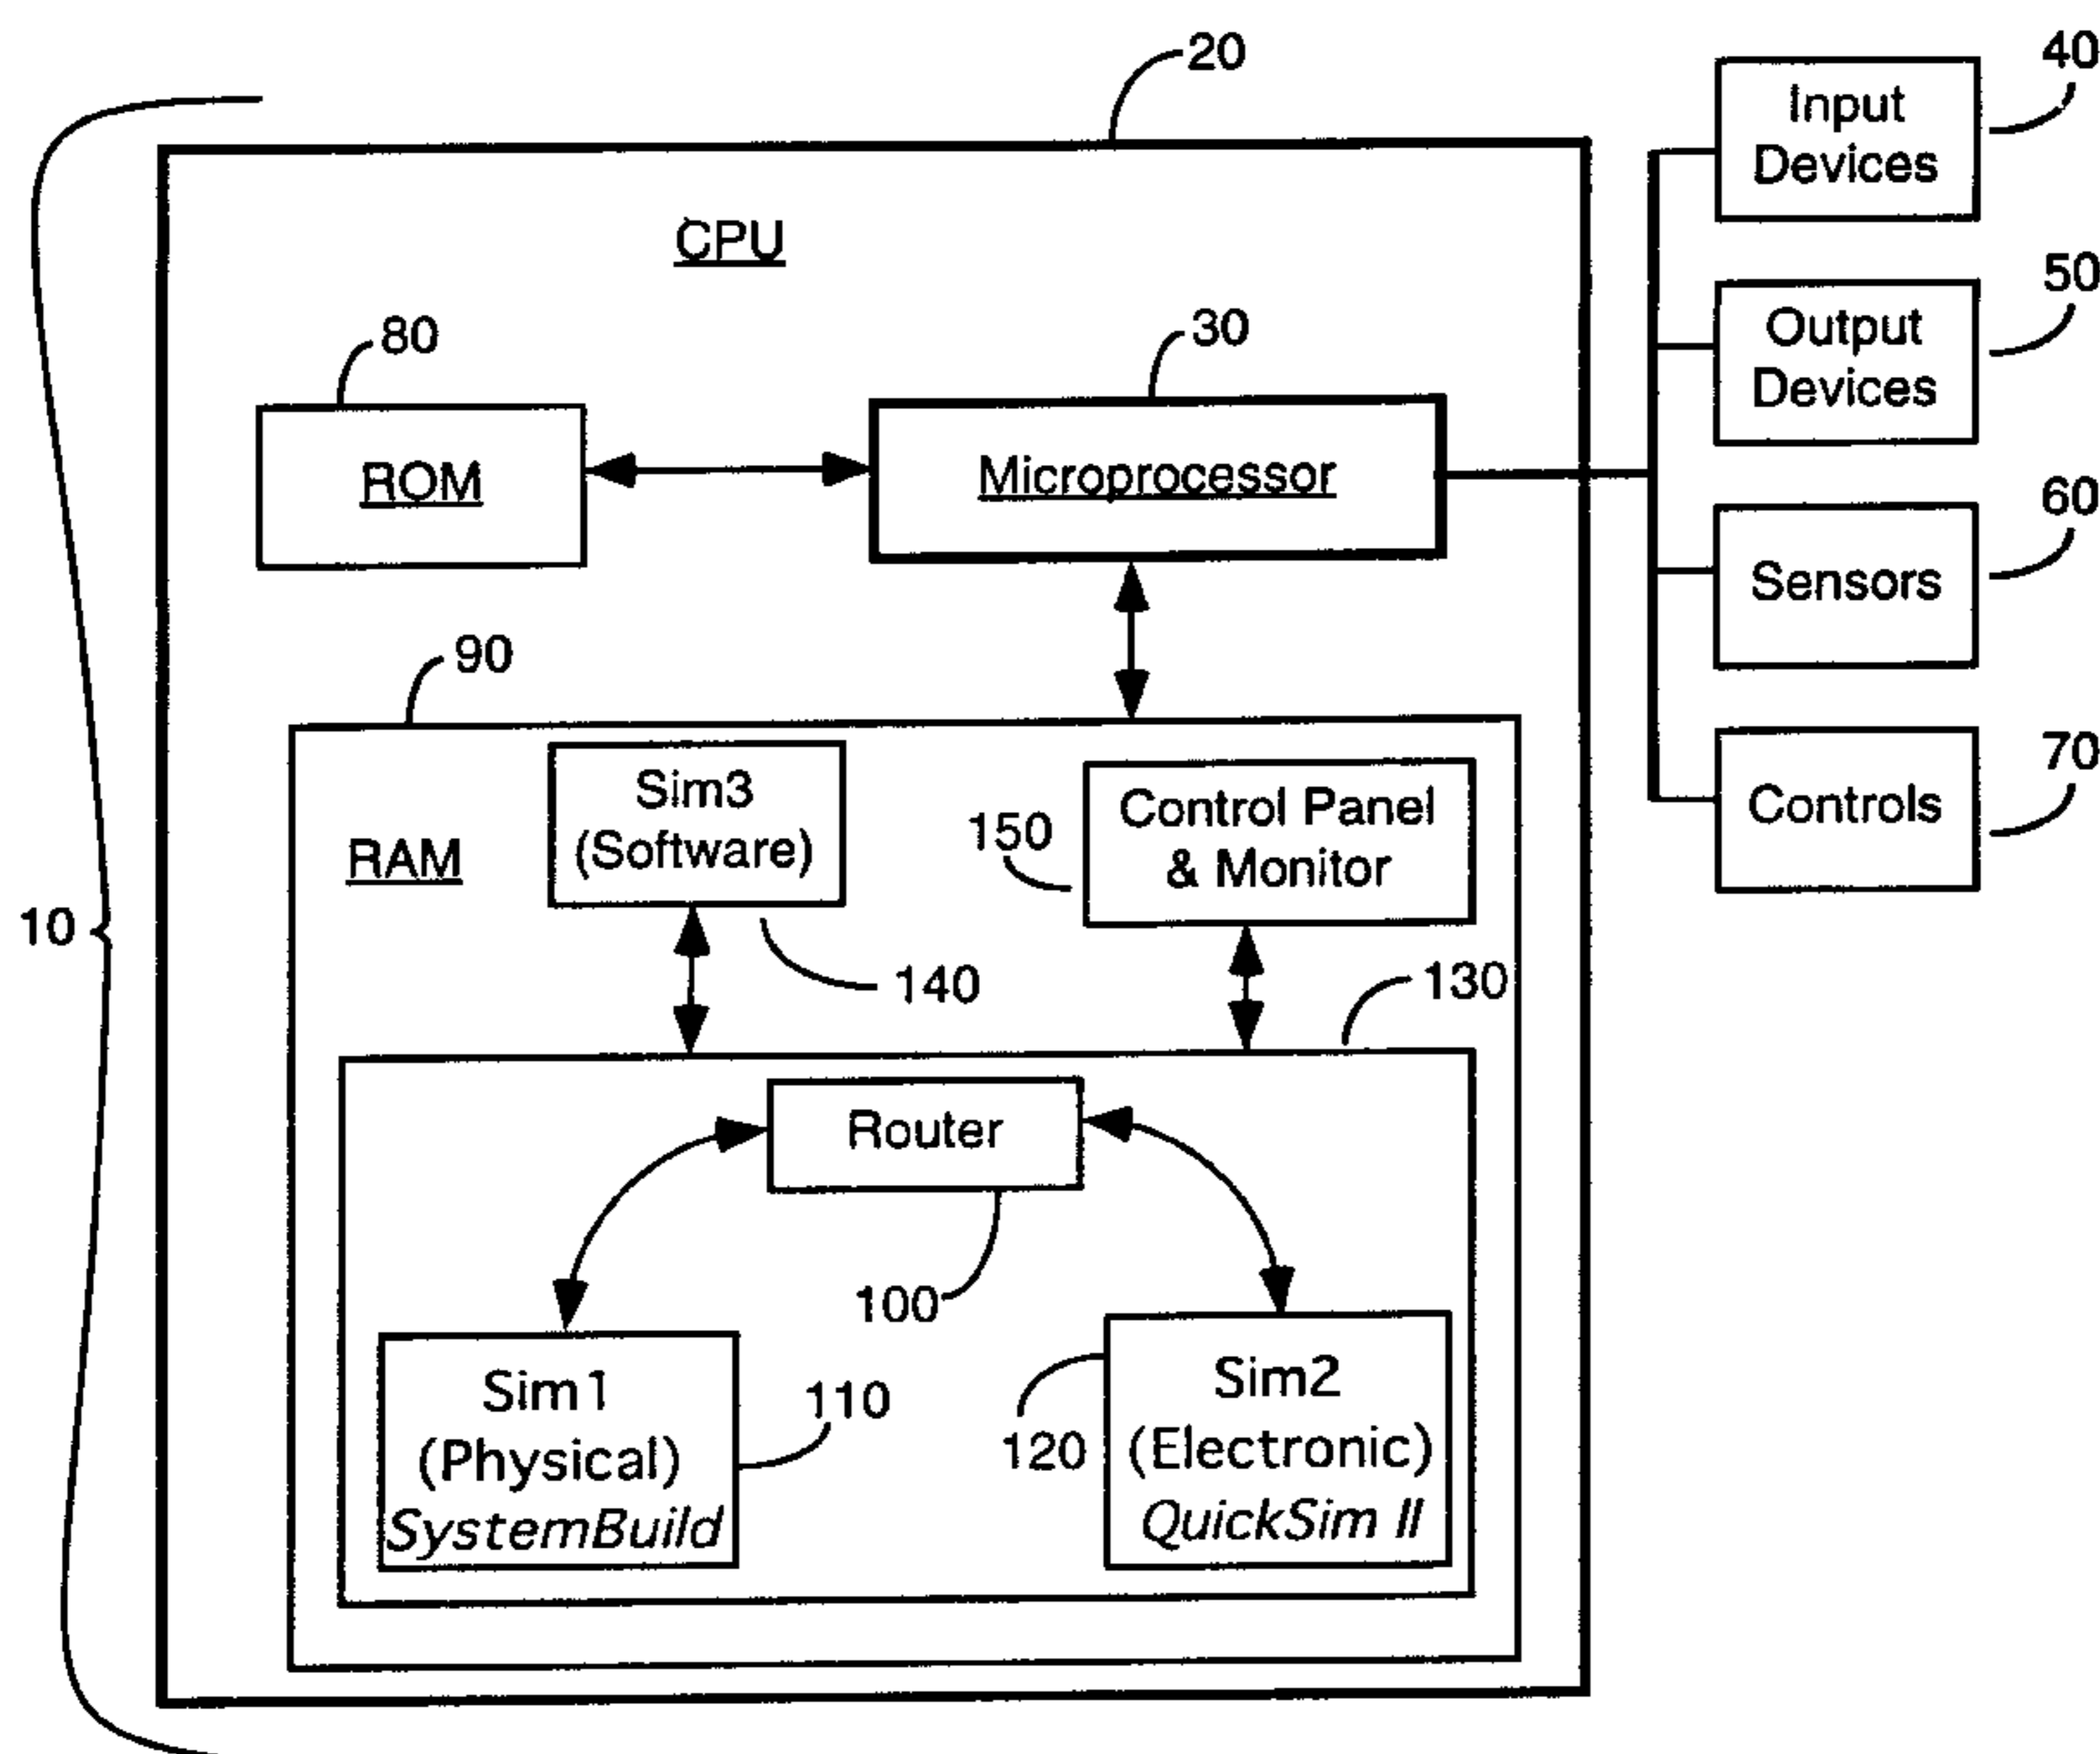 20
40
Input
Devices
CPU
50
Output
Devices
80
30
ROM
Microprocessor
60
Sensors
90
70
Controls
Sim3
(Software)
Control Panel
& Monitor
150
RAM
10
140
130
Router
100
Sim1
(Physical)
SystemBuild
110
Sim2
(Electronic)
QuickSim II
120